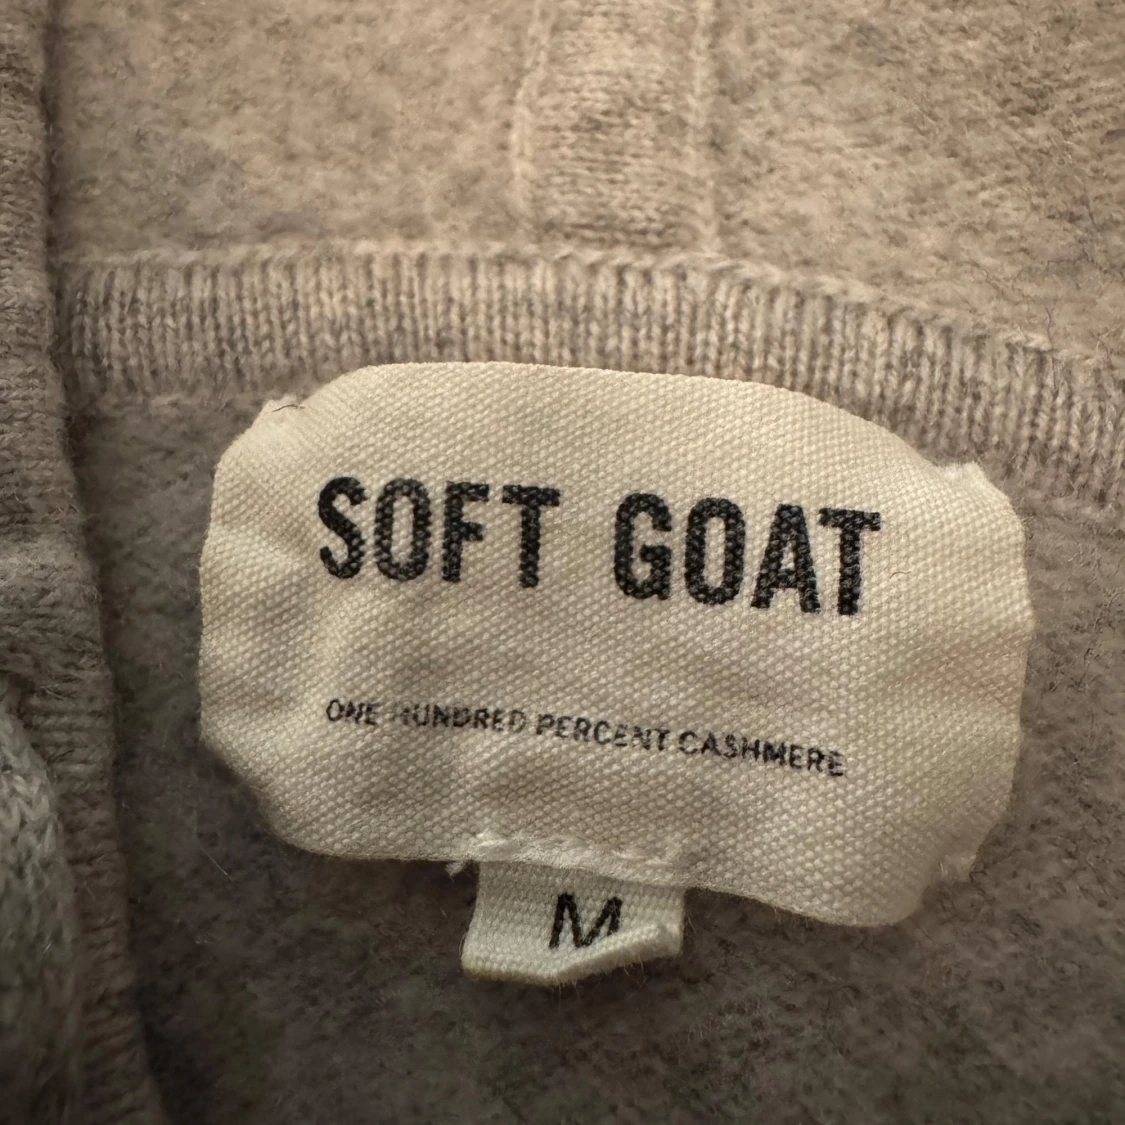 SOFT GOAT
ONE HUNDRED PERCENT CASHMERE
M